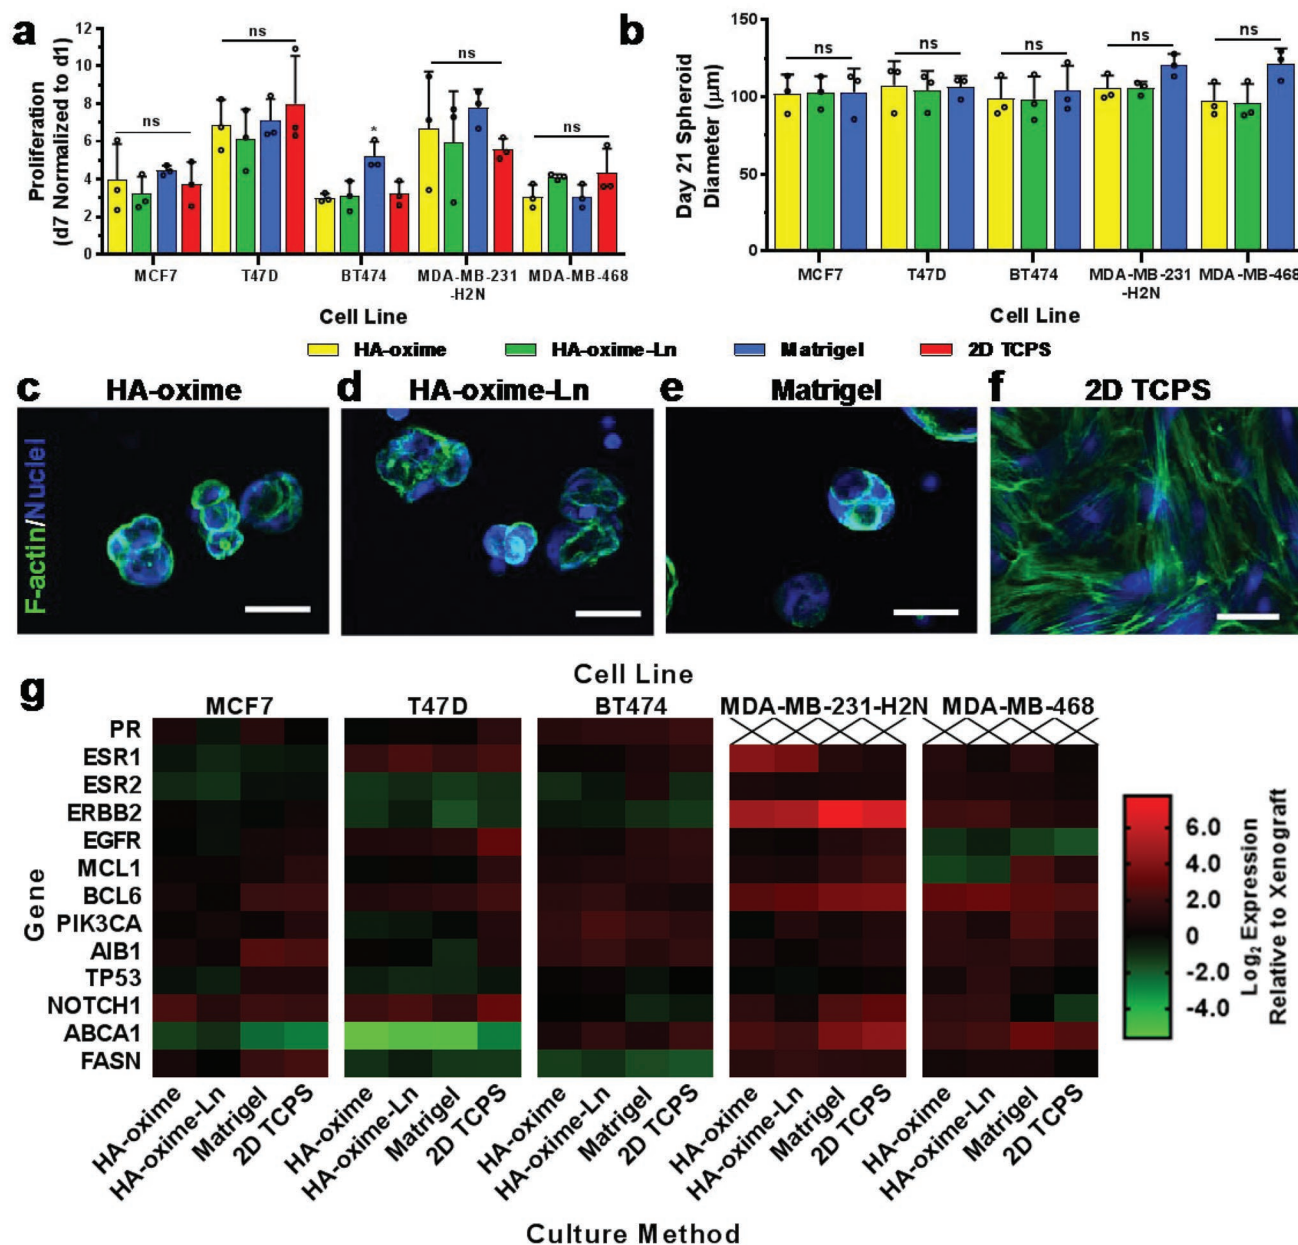 a
Proliferation
(d7 Normalized to d1)
12
10
8
6
4
2
0
ns
ns
*
ns
ns
MCF7
T47D
BT474
MDA-MB-231
-H2N
MDA-MB-468
Cell Line
b
Day 21 Spheroid
Diameter (µm)
150
100
50
0
ns
ns
ns
ns
ns
MCF7
T47D
BT474
MDA-MB-231
-H2N
MDA-MB-468
Cell Line
HA-oxime
HA-oxime-Ln
Matrigel
2D TCPS
c HA-oxime
d HA-oxime-Ln
e Matrigel
f 2D TCPS
F-actin/Nuclei
g
Cell Line
MCF7
T47D
BT474
MDA-MB-231-H2N
MDA-MB-468
Gene
PR
ESR1
ESR2
ERBB2
EGFR
MCL1
BCL6
PIK3CA
AIB1
TP53
NOTCH1
ABCA1
FASN
HA-oxime
HA-oxime-Ln
Matrigel
2D TCPS
HA-oxime
HA-oxime-Ln
Matrigel
2D TCPS
HA-oxime
HA-oxime-Ln
Matrigel
2D TCPS
HA-oxime
HA-oxime-Ln
Matrigel
2D TCPS
HA-oxime
HA-oxime-Ln
Matrigel
2D TCPS
Culture Method
6.0
4.0
2.0
0
-2.0
-4.0
Log₂ Expression
Relative to Xenograft